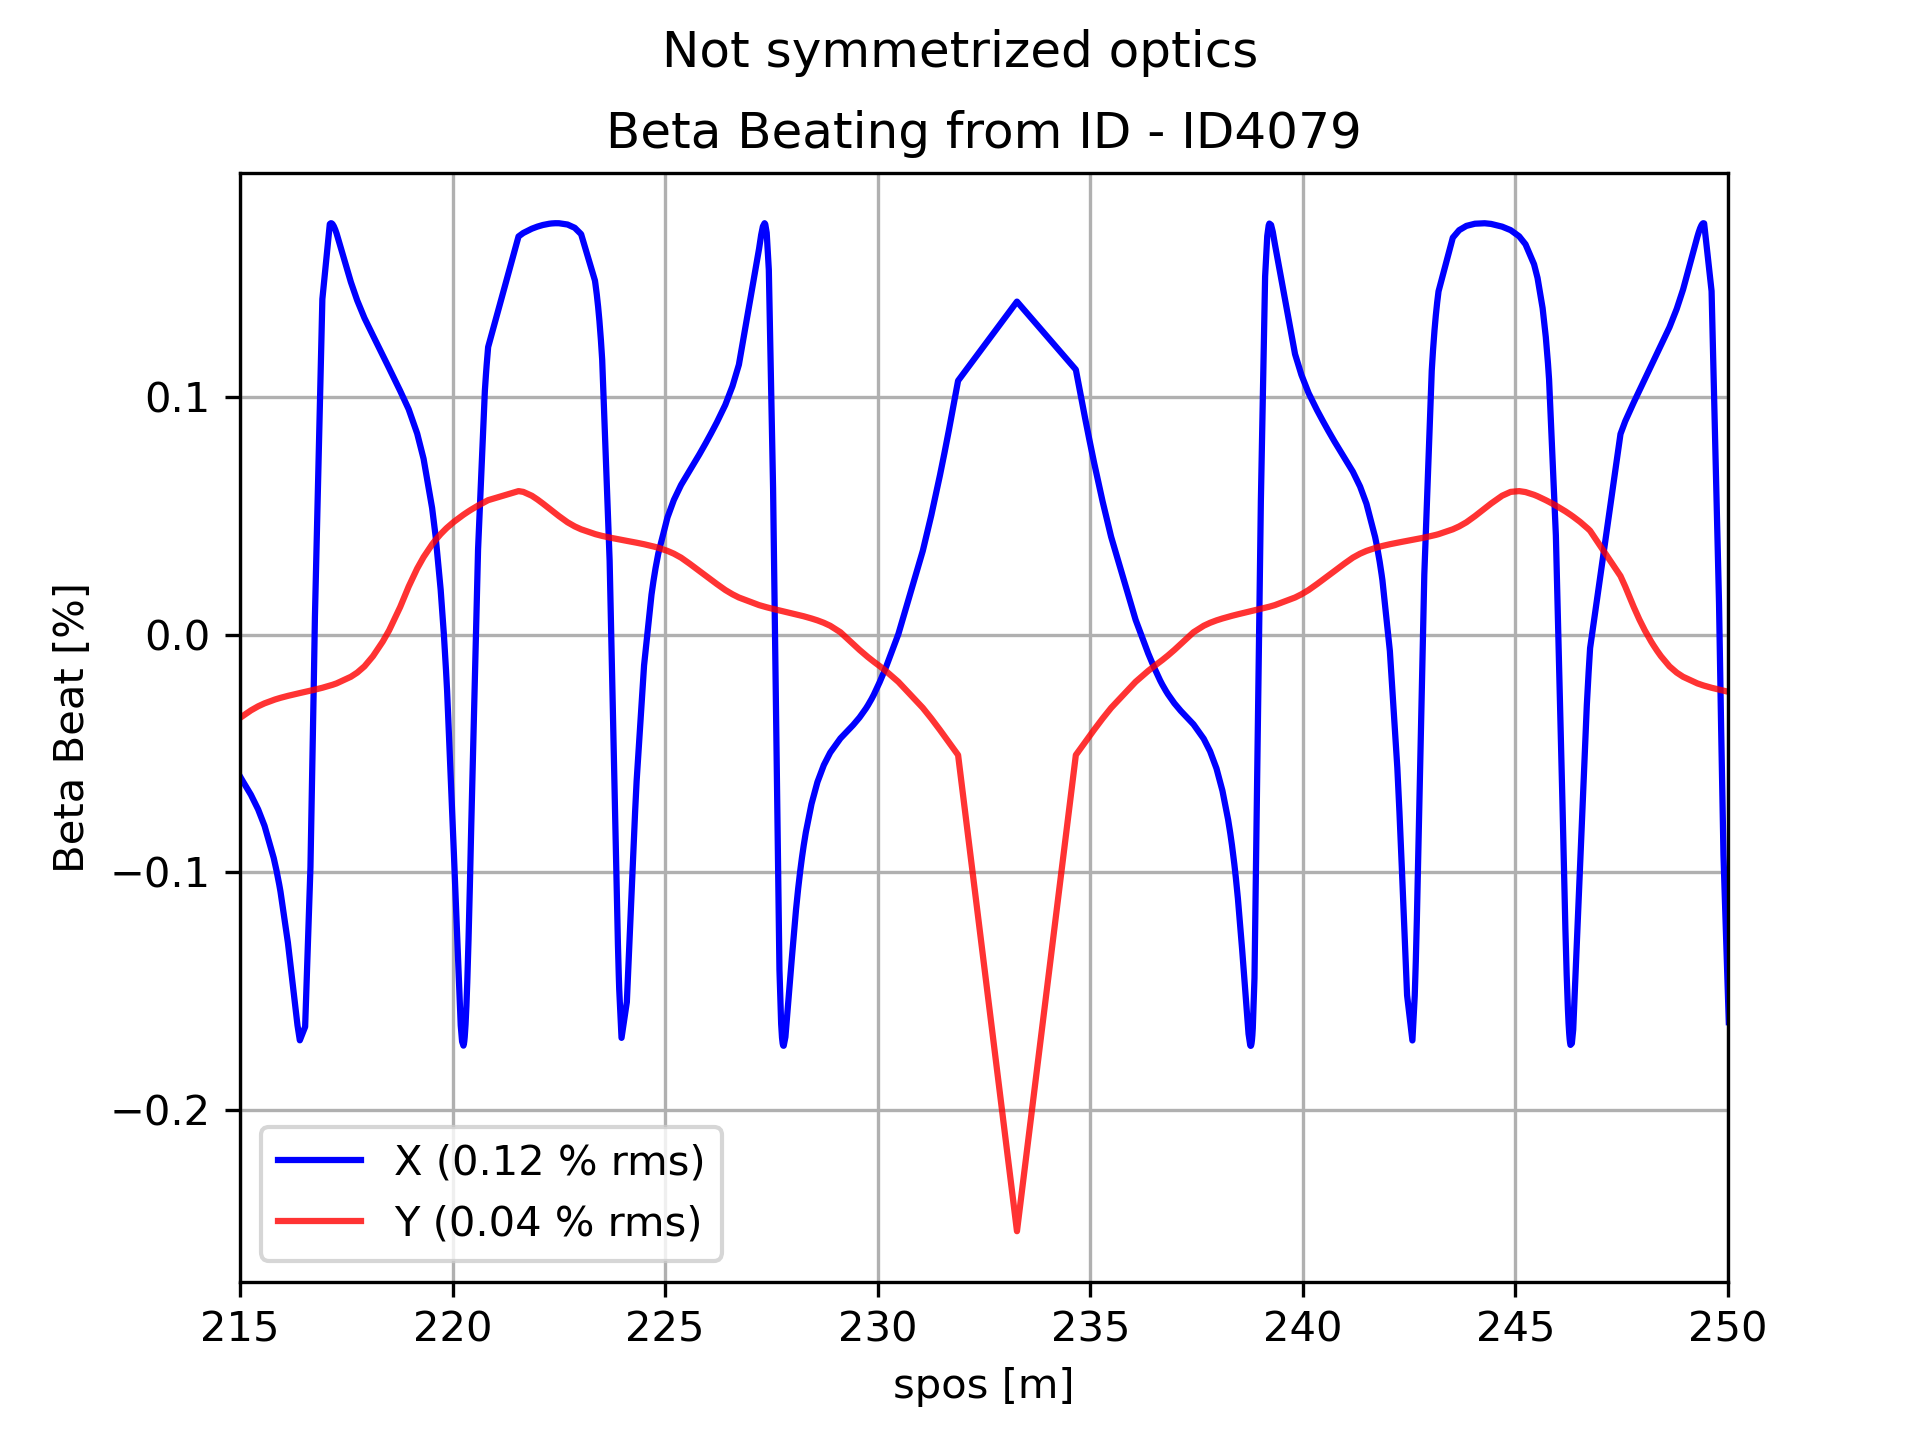 Not symmetrized optics
Beta Beating from ID - ID4079
Beta Beat [%]
0.1
0.0
−0.1
−0.2
X (0.12 % rms)
Y (0.04 % rms)
215 220 225 230 235 240 245 250
spos [m]